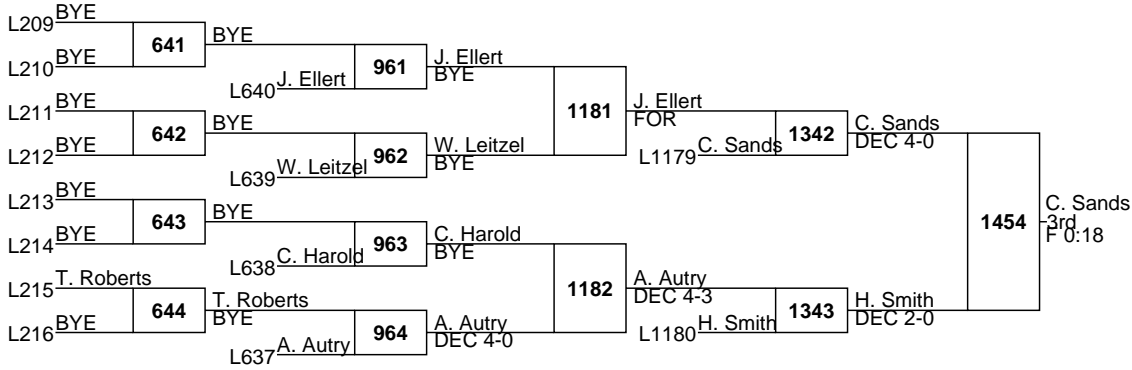 L209 BYE
641
BYE
L210 BYE
961
J. Ellert
BYE
L640 J. Ellert
L211 BYE
642
BYE
L212 BYE
962
W. Leitzel
BYE
L639 W. Leitzel
1181
J. Ellert
FOR
L1179 C. Sands
1342
C. Sands
DEC 4-0
L213 BYE
643
BYE
L214 BYE
963
C. Harold
BYE
L638 C. Harold
L215 T. Roberts
644
T. Roberts
BYE
L216 BYE
964
A. Autry
DEC 4-0
L637 A. Autry
1182
A. Autry
DEC 4-3
L1180 H. Smith
1343
H. Smith
DEC 2-0
1454
C. Sands
3rd
F 0:18